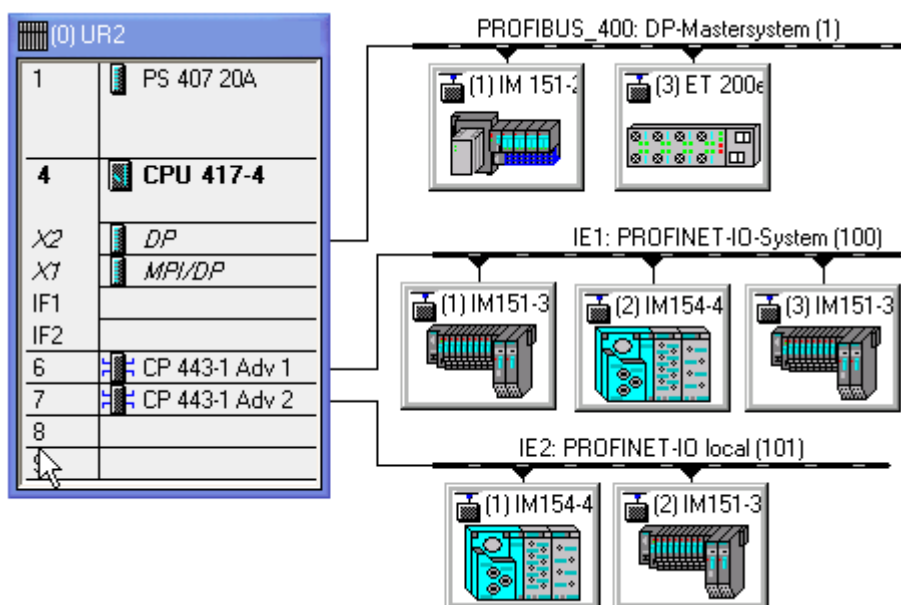 (0) UR2
1 PS 407 20A
4 CPU 417-4
X2 DP
X1 MPI/DP
IF1
IF2
6 CP 443-1 Adv 1
7 CP 443-1 Adv 2
8
PROFIBUS_400: DP-Mastersystem (1)
(1) IM 151-
(3) ET 200e
IE1: PROFINET-IO-System (100)
(1) IM151-3
(2) IM154-4
(3) IM151-3
IE2: PROFINET-IO local (101)
(1) IM154-4
(2) IM151-3